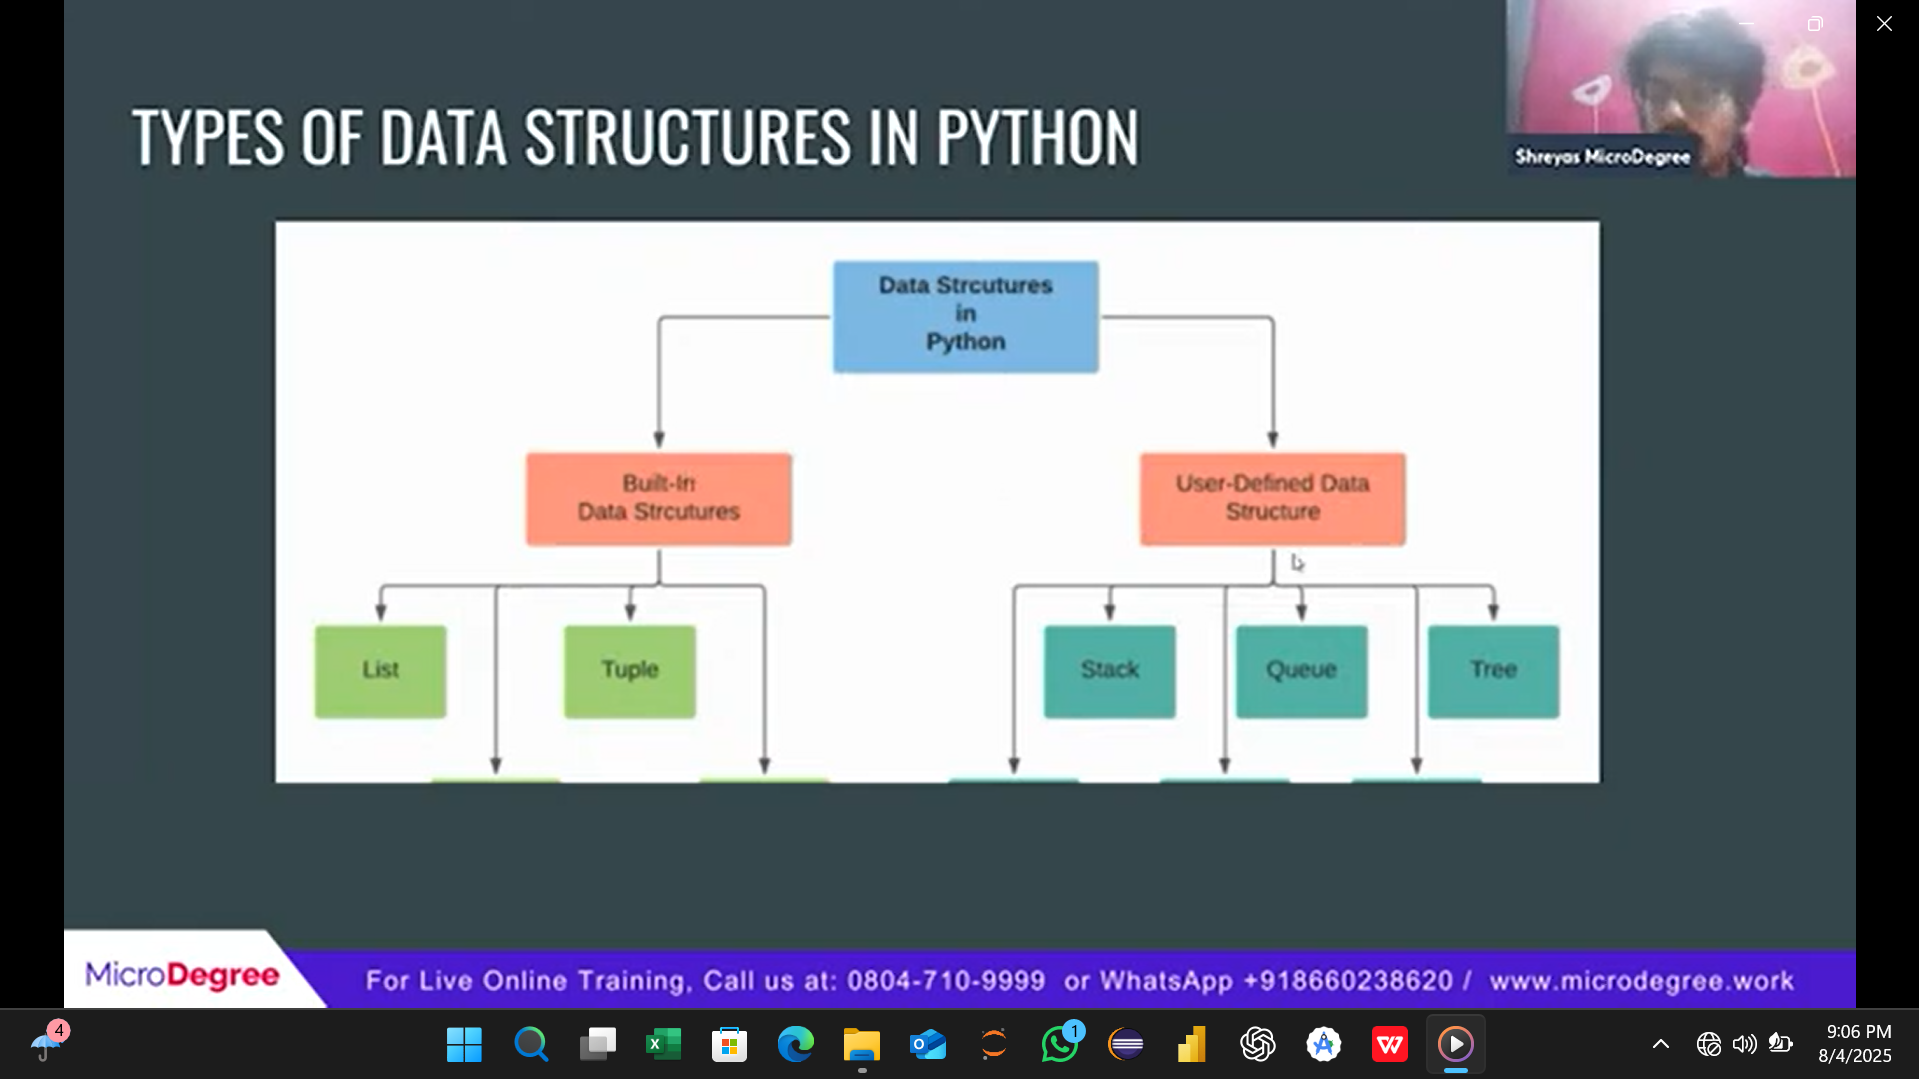 TYPES OF DATA STRUCTURES IN PYTHON
Shreyas MicroDegree
Data Strcutures
in
Python
Built-In
Data Strcutures
User-Defined Data
Structure
List
Tuple
Stack
Queue
Tree
MicroDegree
For Live Online Training, Call us at: 0804-710-9999 or WhatsApp +918660238620 / www.microdegree.work
4
1
9:06 PM
8/4/2025